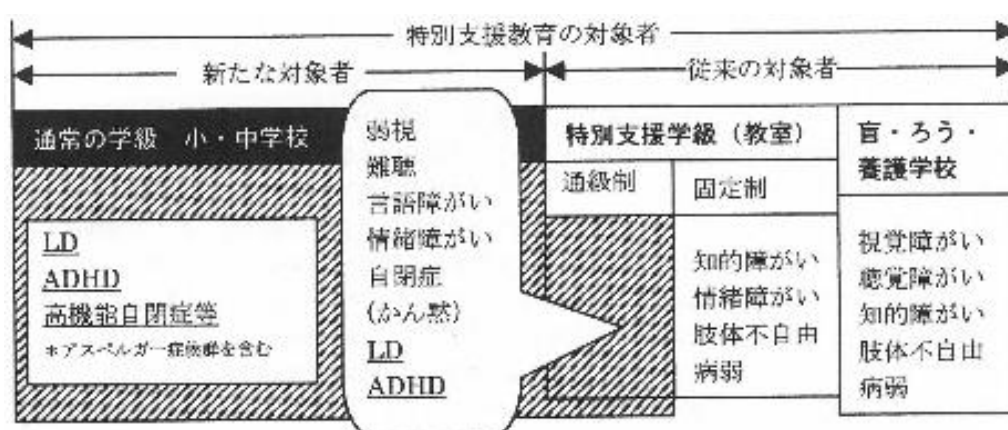 特別支援教育の対象者
新たな対象者
従来の対象者
通常の学級 小・中学校
LD
ADHD
高機能自閉症等
*アスペルガー症候群を含む
弱視
難聴
言語障がい
情緒障がい
自閉症
(かん黙)
LD
ADHD
特別支援学級（教室）
通級制
固定制
知的障がい
情緒障がい
肢体不自由
病弱
盲・ろう・
養護学校
視覚障がい
聴覚障がい
知的障がい
肢体不自由
病弱